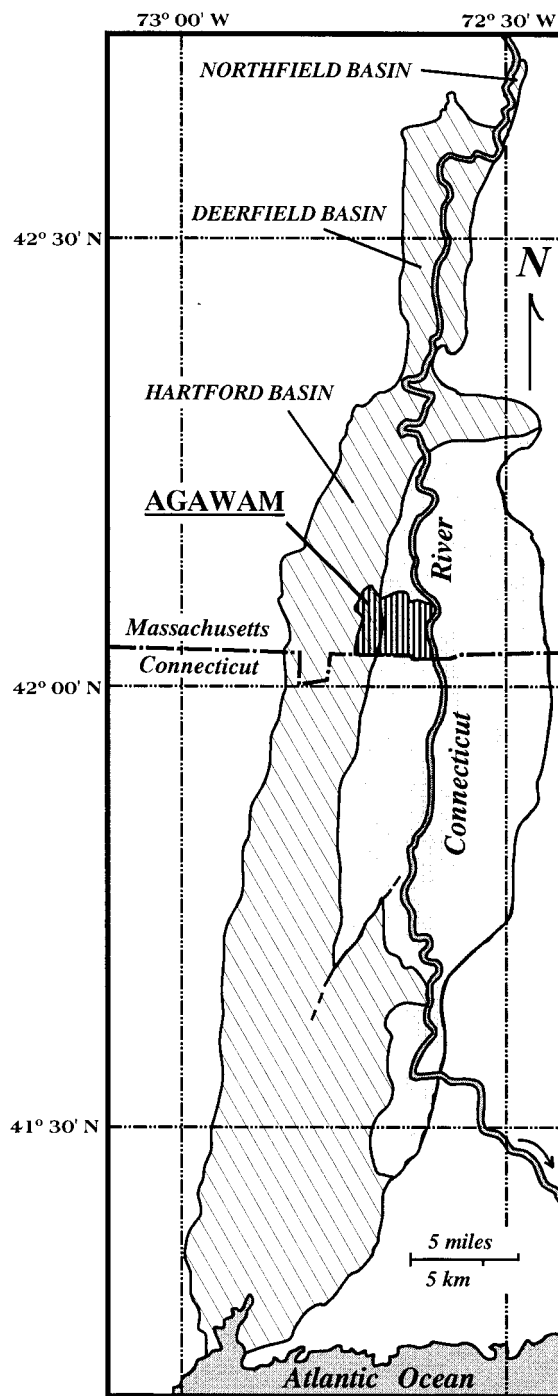 73° 00' W
72° 30' W
NORTHFIELD BASIN
DEERFIELD BASIN
42° 30' N
N
HARTFORD BASIN
AGAWAM
River
Massachusetts
Connecticut
42° 00' N
Connecticut
41° 30' N
5 miles
5 km
Atlantic Ocean